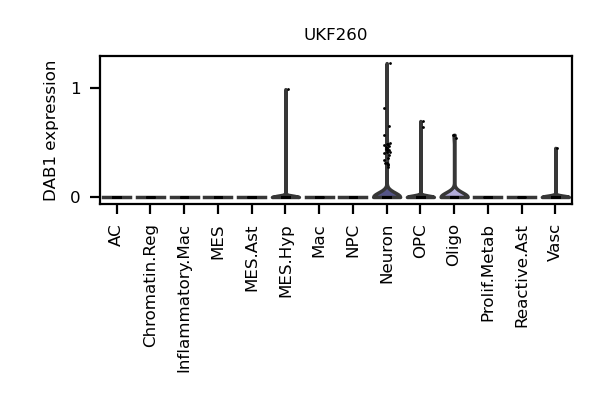 UKF260
DAB1 expression
1
0
AC
Chromatin.Reg
Inflammatory.Mac
MES
MES.Ast
MES.Hyp
Mac
NPC
Neuron
OPC
Oligo
Prolif.Metab
Reactive.Ast
Vasc